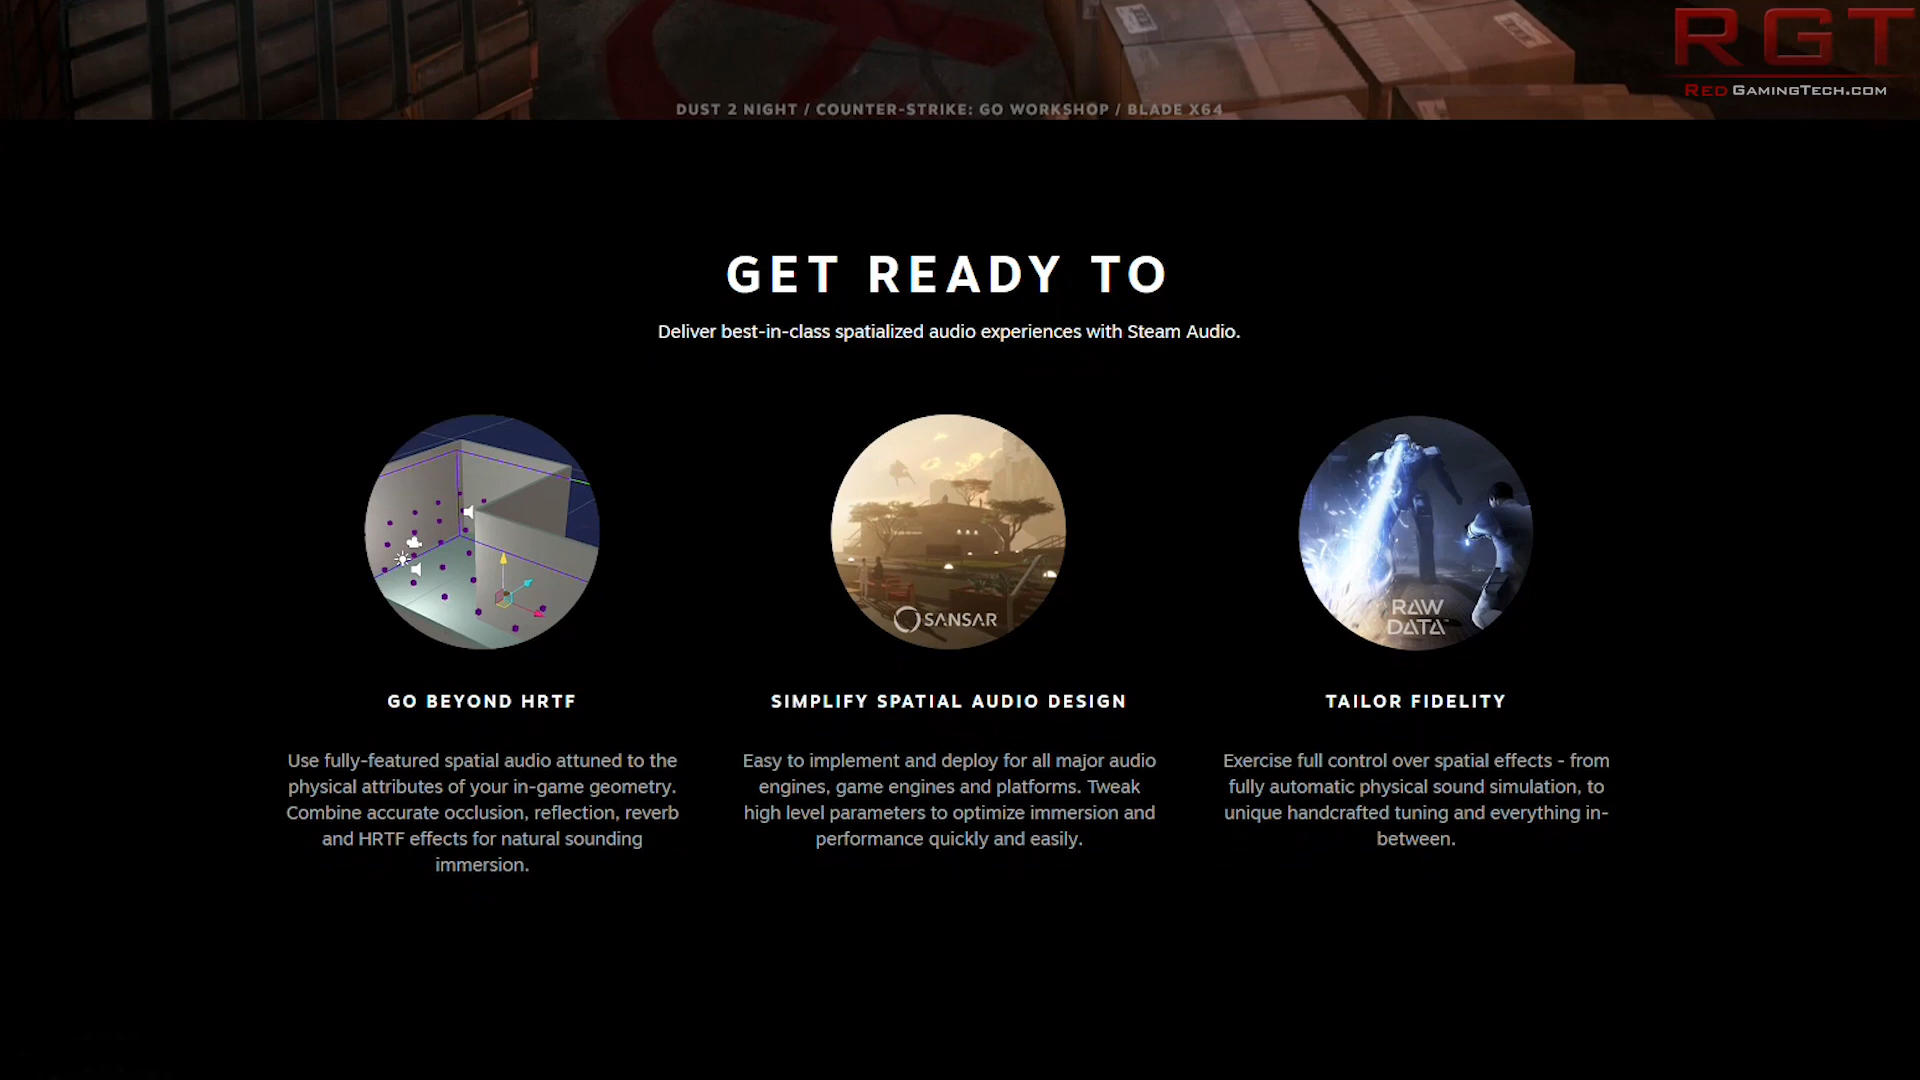 RGT
RED GAMINGTECH.COM
DUST 2 NIGHT / COUNTER-STRIKE: GO WORKSHOP / BLADE X64
GET READY TO
Deliver best-in-class spatialized audio experiences with Steam Audio.
SANSAR
RAW
DATA
GO BEYOND HRTF
Use fully-featured spatial audio attuned to the
physical attributes of your in-game geometry.
Combine accurate occlusion, reflection, reverb
and HRTF effects for natural sounding
immersion.
SIMPLIFY SPATIAL AUDIO DESIGN
Easy to implement and deploy for all major audio
engines, game engines and platforms. Tweak
high level parameters to optimize immersion and
performance quickly and easily.
TAILOR FIDELITY
Exercise full control over spatial effects - from
fully automatic physical sound simulation, to
unique handcrafted tuning and everything in-
between.